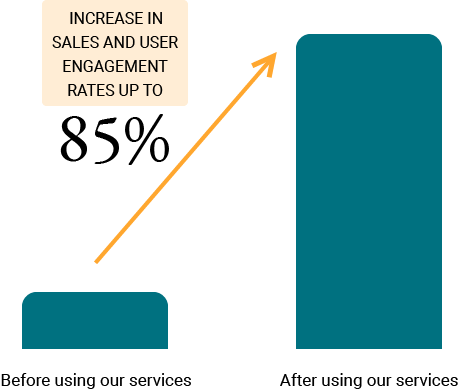 INCREASE IN
SALES AND USER
ENGAGEMENT
RATES UP TO
85%
Before using our services
After using our services